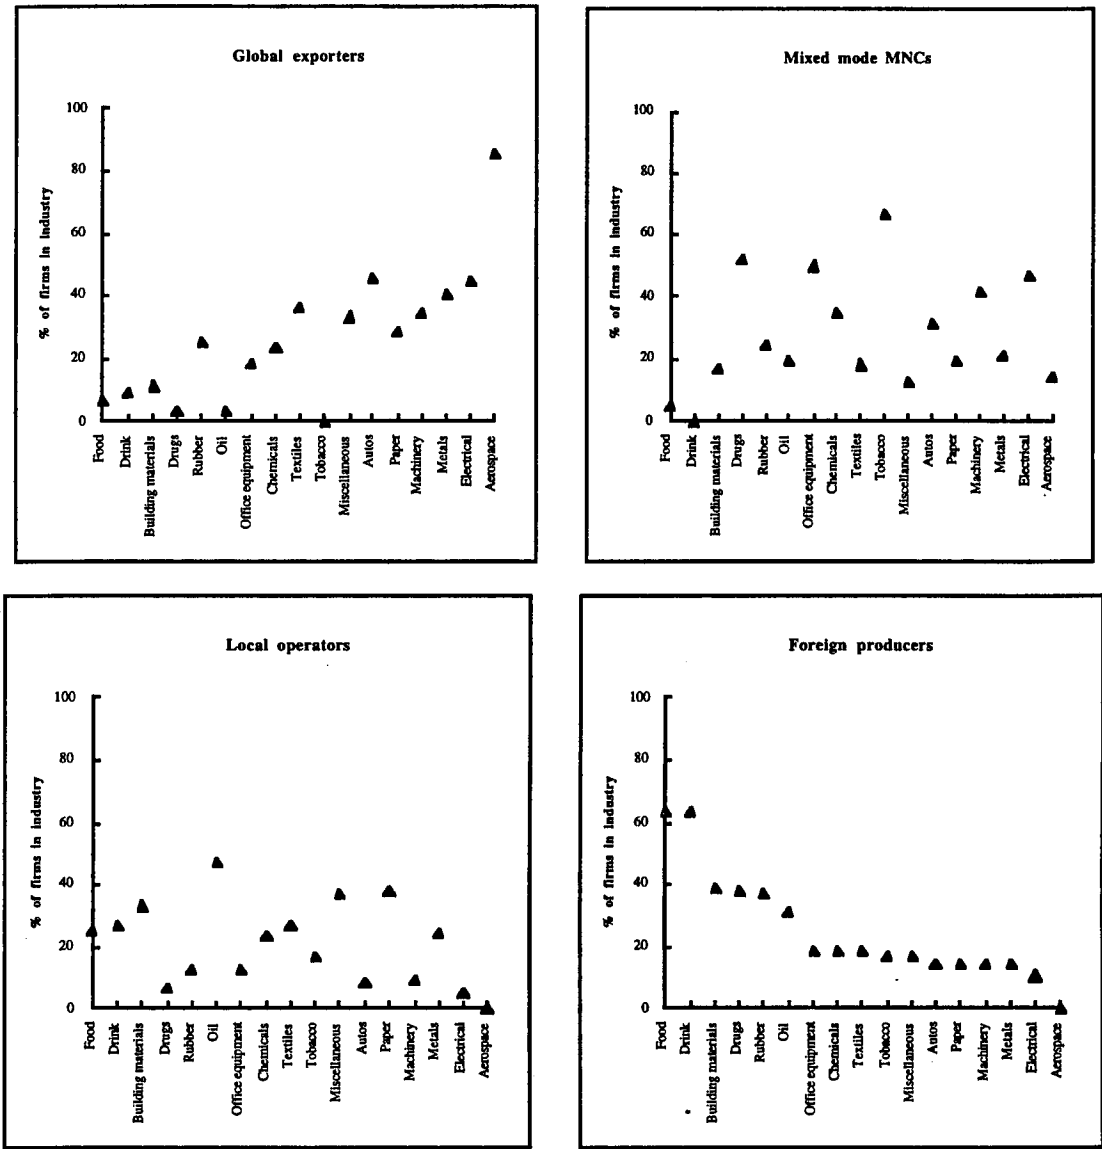 Global exporters
% of firms in industry
100
80
60
40
20
0
Food
Drink
Building materials
Drugs
Rubber
Oil
Office equipment
Chemicals
Textiles
Tobacco
Miscellaneous
Autos
Paper
Machinery
Metals
Electrical
Aerospace
Mixed mode MNCs
% of firms in industry
100
80
60
40
20
0
Food
Drink
Building materials
Drugs
Rubber
Oil
Office equipment
Chemicals
Textiles
Tobacco
Miscellaneous
Autos
Paper
Machinery
Metals
Electrical
Aerospace
Local operators
% of firms in industry
100
80
60
40
20
0
Food
Drink
Building materials
Drugs
Rubber
Oil
Office equipment
Chemicals
Textiles
Tobacco
Miscellaneous
Autos
Paper
Machinery
Metals
Electrical
Aerospace
Foreign producers
% of firms in industry
100
80
60
40
20
0
Food
Drink
Building materials
Drugs
Rubber
Oil
Office equipment
Chemicals
Textiles
Tobacco
Miscellaneous
Autos
Paper
Machinery
Metals
Electrical
Aerospace